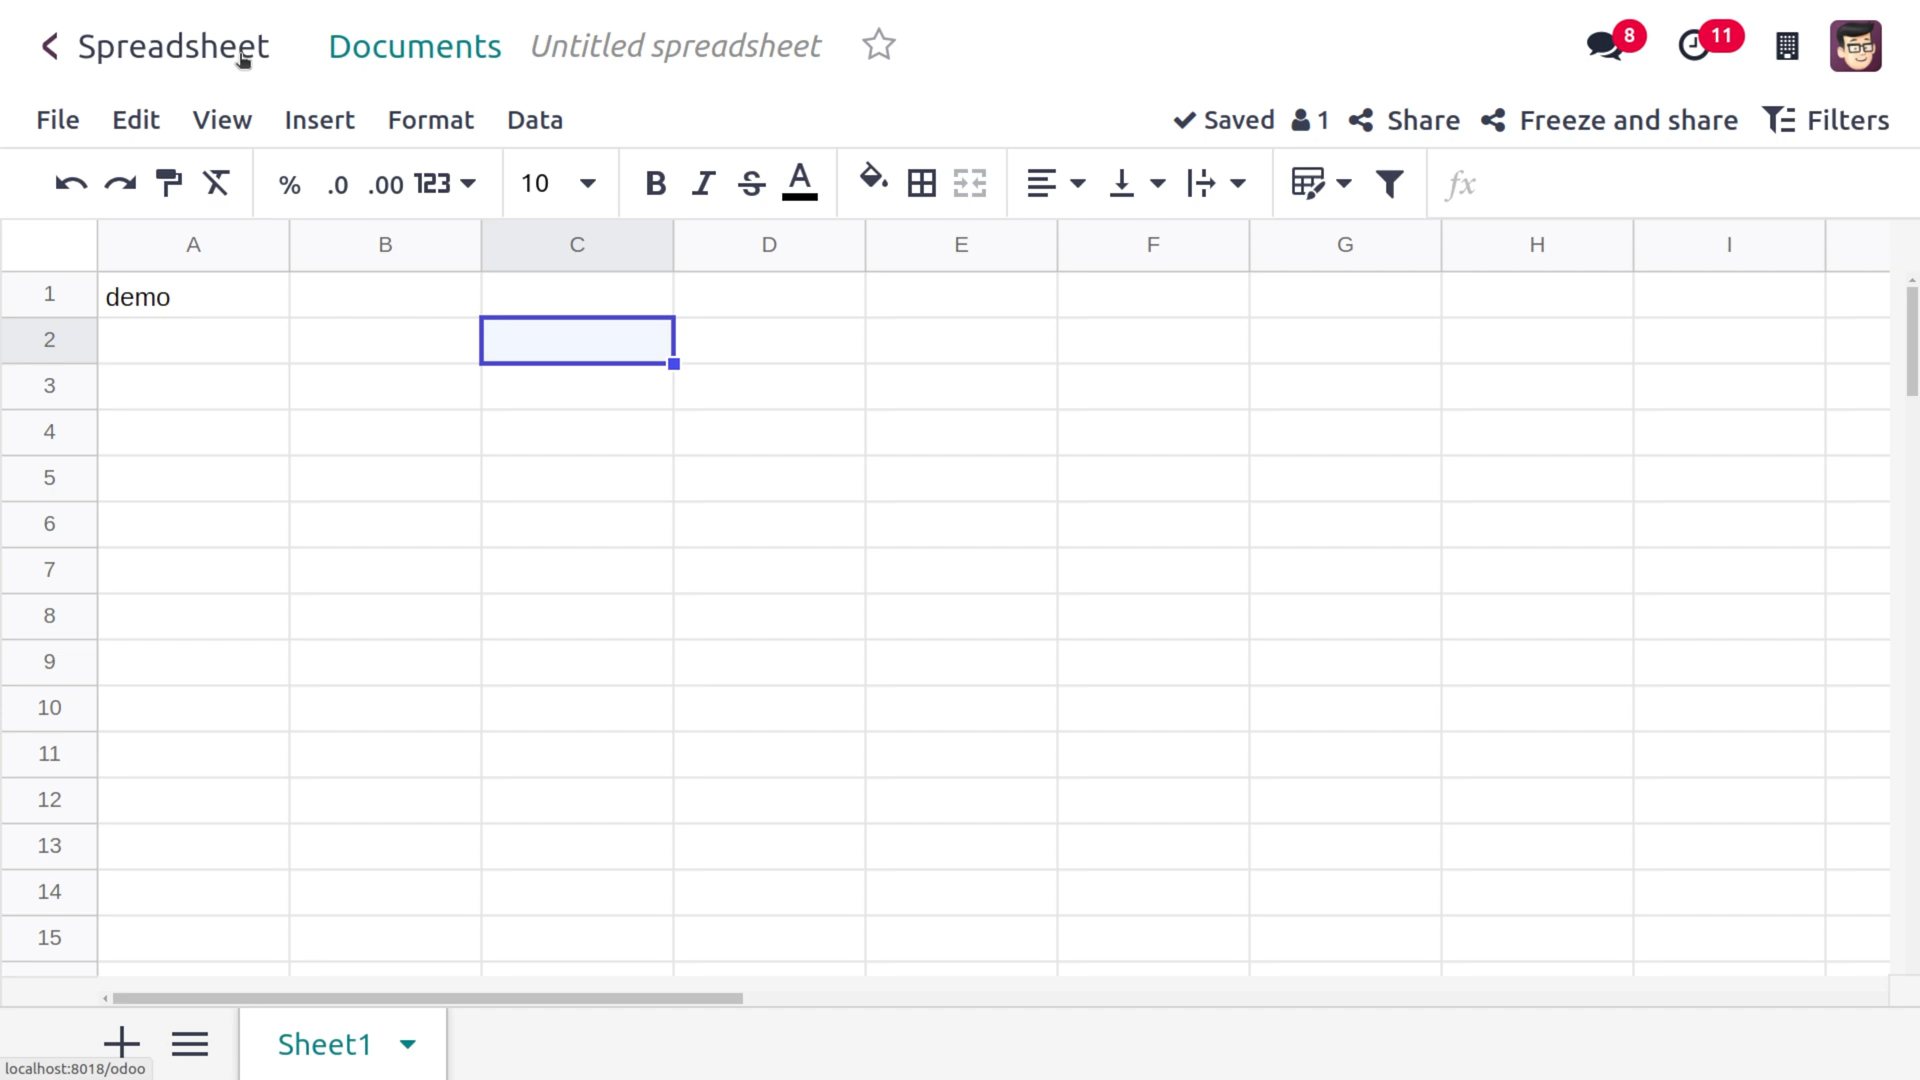 Spreadsheet Documents Untitled spreadsheet 8 11
File Edit View Insert Format Data Saved 1 Share Freeze and share Filters
% .0 .00 123 10 B I S A fx
A B C D E F G H I
1 demo
2
3
4
5
6
7
8
9
10
11
12
13
14
15
Sheet1
localhost:8018/odoo